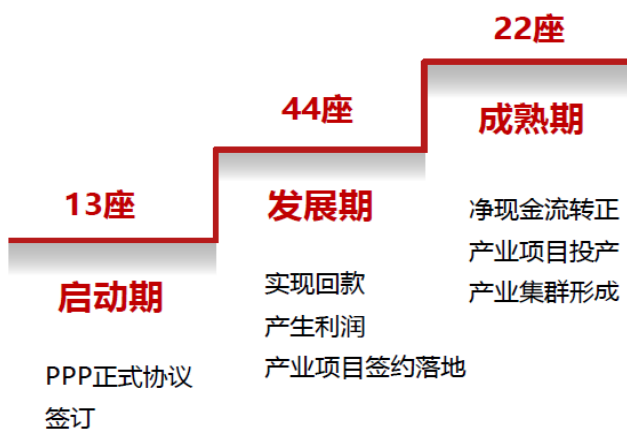 13座
启动期
PPP正式协议
签订
44座
发展期
实现回款
产生利润
产业项目签约落地
22座
成熟期
净现金流转正
产业项目投产
产业集群形成